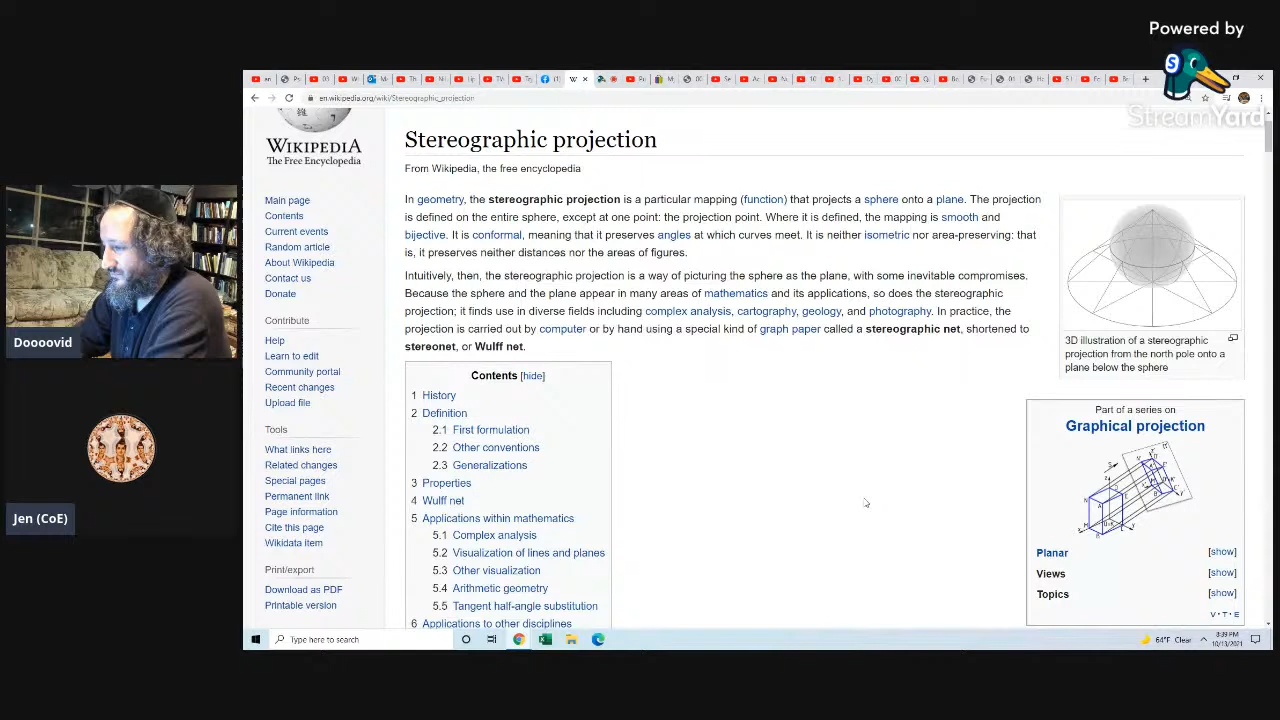 Powered by
StreamYard
en.wikipedia.org/wiki/Stereographic_projection
WIKIPEDIA
The Free Encyclopedia
Main page
Contents
Current events
Random article
About Wikipedia
Contact us
Donate
Contribute
Help
Learn to edit
Community portal
Recent changes
Upload file
Tools
What links here
Related changes
Special pages
Permanent link
Page information
Cite this page
Wikidata item
Print/export
Download as PDF
Printable version
Stereographic projection
From Wikipedia, the free encyclopedia
In geometry, the stereographic projection is a particular mapping (function) that projects a sphere onto a plane. The projection
is defined on the entire sphere, except at one point: the projection point. Where it is defined, the mapping is smooth and
bijective. It is conformal, meaning that it preserves angles at which curves meet. It is neither isometric nor area-preserving: that
is, it preserves neither distances nor the areas of figures.
Intuitively, then, the stereographic projection is a way of picturing the sphere as the plane, with some inevitable compromises.
Because the sphere and the plane appear in many areas of mathematics and its applications, so does the stereographic
projection; it finds use in diverse fields including complex analysis, cartography, geology, and photography. In practice, the
projection is carried out by computer or by hand using a special kind of graph paper called a stereographic net, shortened to
stereonet, or Wulff net.
Contents [hide]
1 History
2 Definition
2.1 First formulation
2.2 Other conventions
2.3 Generalizations
3 Properties
4 Wulff net
5 Applications within mathematics
5.1 Complex analysis
5.2 Visualization of lines and planes
5.3 Other visualization
5.4 Arithmetic geometry
5.5 Tangent half-angle substitution
6 Applications to other disciplines
3D illustration of a stereographic
projection from the north pole onto a
plane below the sphere
Part of a series on
Graphical projection
Planar [show]
Views [show]
Topics [show]
V · T · E
Doooovid
Jen (CoE)
Type here to search
64°F Clear
8:39 PM
10/13/2021